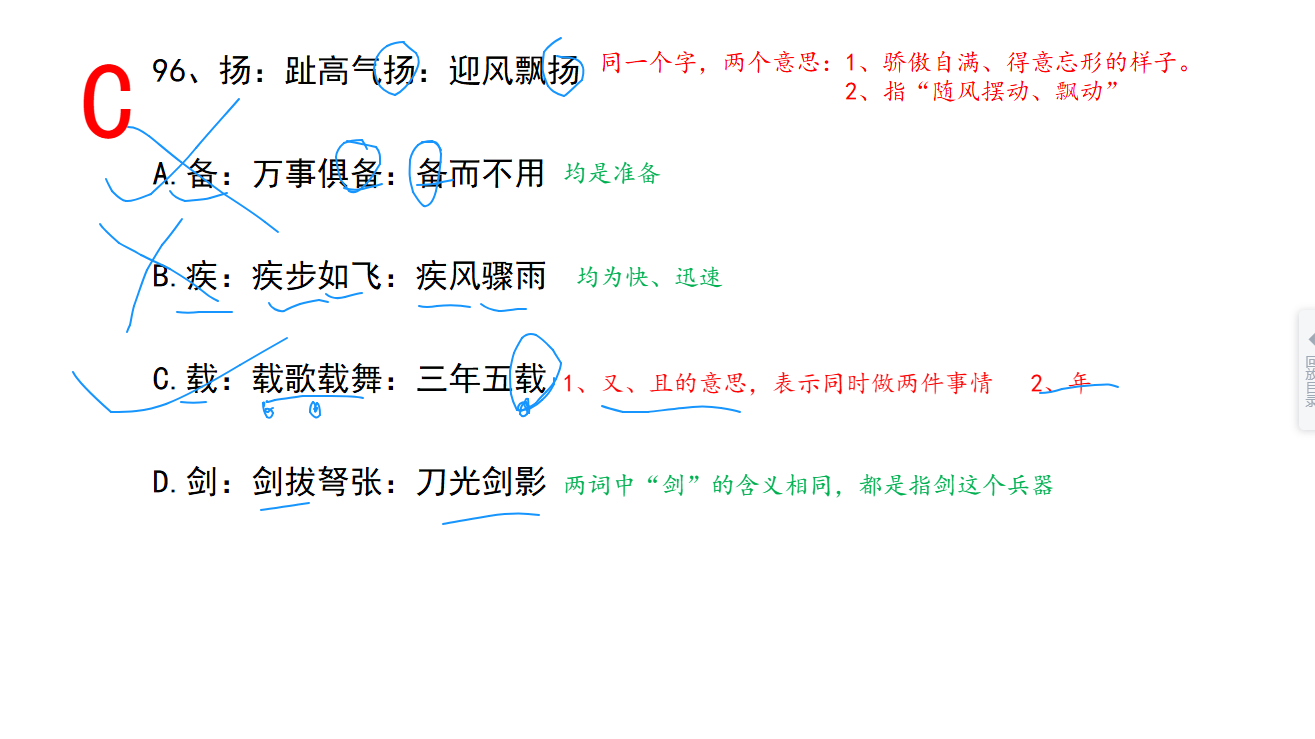 96、扬：趾高气扬：迎风飘扬 同一个字，两个意思：1、骄傲自满、得意忘形的样子。
2、指“随风摆动、飘动”
C
A.备：万事俱备：备而不用 均是准备
B.疾：疾步如飞：疾风骤雨 均为快、迅速
C.载：载歌载舞：三年五载 1、又、且的意思，表示同时做两件事情 2、年
D.剑：剑拔弩张：刀光剑影 两词中“剑”的含义相同，都是指剑这个兵器
回放目录